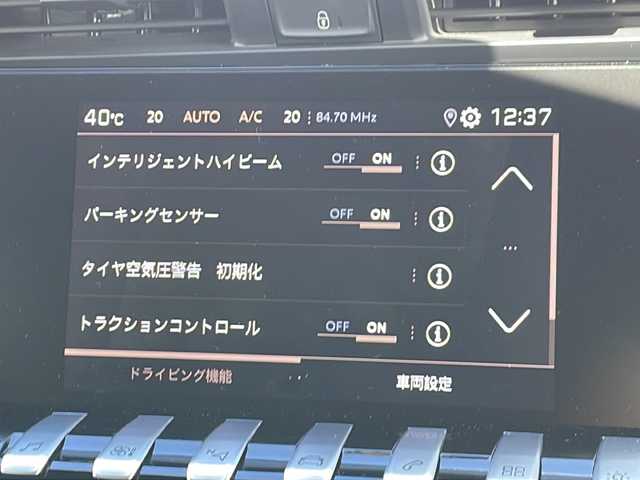 40°C 20 AUTO A/C 20 84.70 MHz 12:37
インテリジェントハイビーム OFF ON
パーキングセンサー OFF ON
タイヤ空気圧警告 初期化
トラクションコントロール OFF ON
ドライビング機能 車両設定